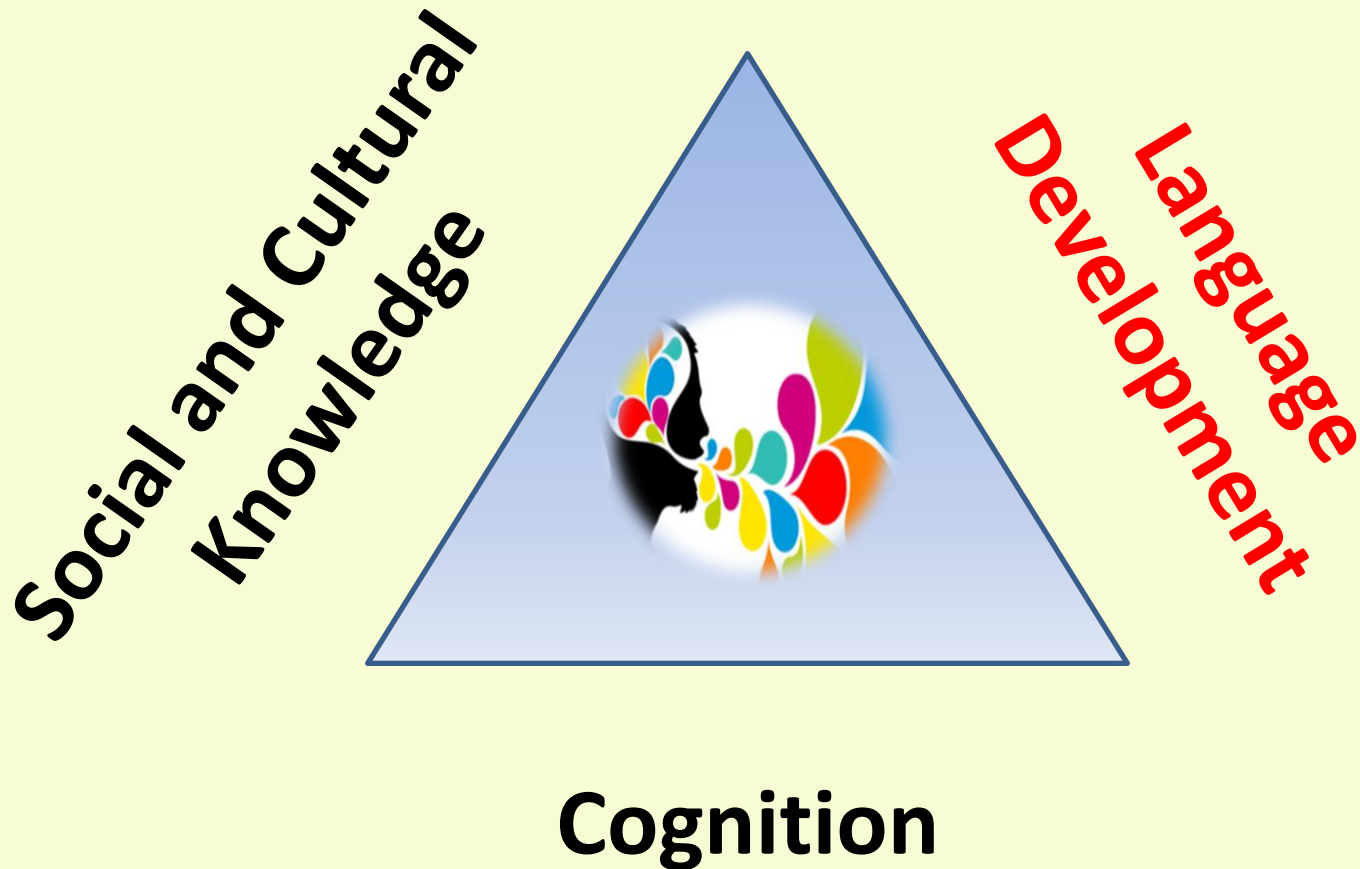 Social and Cultural
Knowledge
Language
Development
Cognition